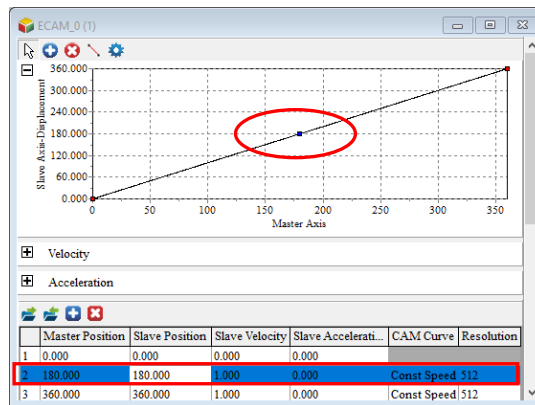 ECAM_0 (1)
360.000
300.000
240.000
180.000
120.000
60.000
0.000
Slave Axis-Displacement
0 50 100 150 200 250 300 350
Master Axis
Velocity
Acceleration
Master Position Slave Position Slave Velocity Slave Accelerati... CAM Curve Resolution
1 0.000 0.000 0.000 0.000
2 180.000 180.000 1.000 0.000 Const Speed 512
3 360.000 360.000 1.000 0.000 Const Speed 512